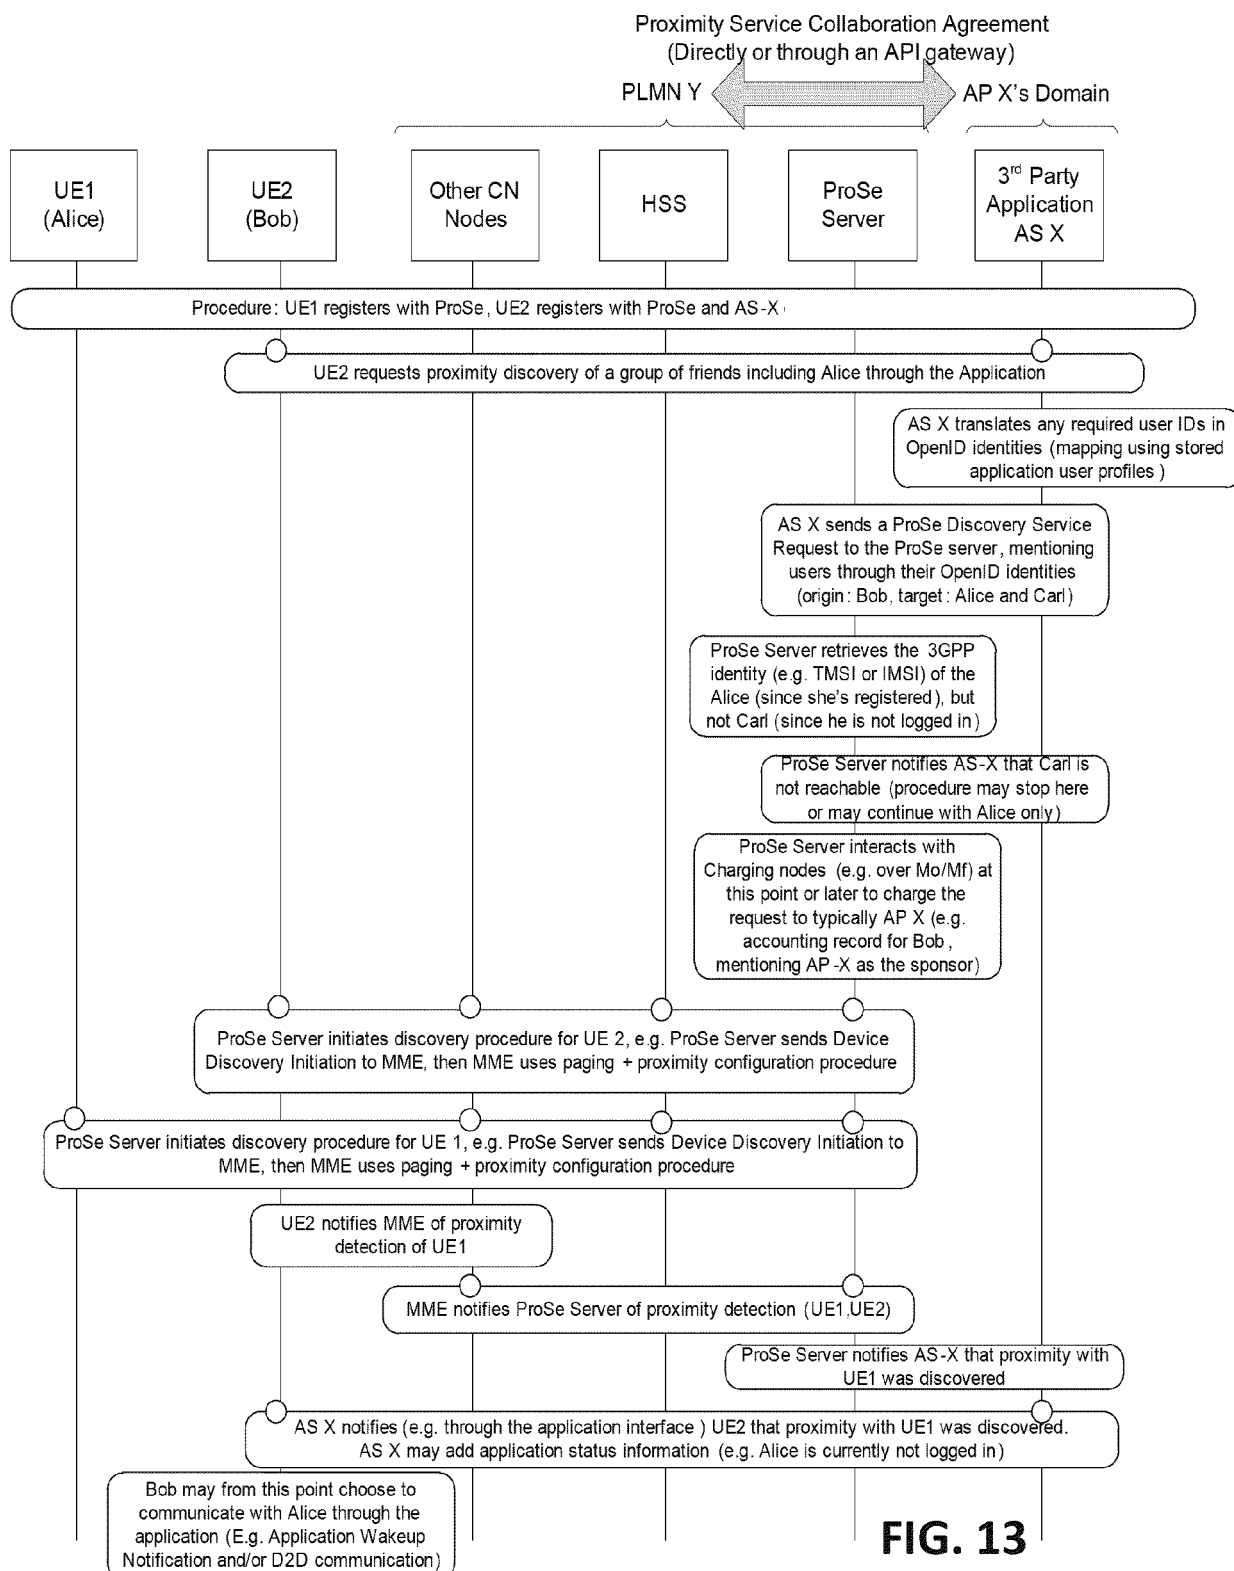 Proximity Service Collaboration Agreement
(Directly or through an API gateway)
PLMN Y
AP X's Domain
UE1
(Alice)
UE2
(Bob)
Other CN
Nodes
HSS
ProSe
Server
3rd Party
Application
AS X
Procedure: UE1 registers with ProSe, UE2 registers with ProSe and AS-X
UE2 requests proximity discovery of a group of friends including Alice through the Application
AS X translates any required user IDs in
OpenID identities (mapping using stored
application user profiles)
AS X sends a ProSe Discovery Service
Request to the ProSe server, mentioning
users through their OpenID identities
(origin: Bob, target: Alice and Carl)
ProSe Server retrieves the 3GPP
identity (e.g. TMSI or IMSI) of the
Alice (since she's registered), but
not Carl (since he is not logged in)
ProSe Server notifies AS-X that Carl is
not reachable (procedure may stop here
or may continue with Alice only)
ProSe Server interacts with
Charging nodes (e.g. over Mo/Mf) at
this point or later to charge the
request to typically AP X (e.g.
accounting record for Bob,
mentioning AP-X as the sponsor)
ProSe Server initiates discovery procedure for UE 2, e.g. ProSe Server sends Device
Discovery Initiation to MME, then MME uses paging + proximity configuration procedure
ProSe Server initiates discovery procedure for UE 1, e.g. ProSe Server sends Device Discovery Initiation to
MME, then MME uses paging + proximity configuration procedure
UE2 notifies MME of proximity
detection of UE1
MME notifies ProSe Server of proximity detection (UE1,UE2)
ProSe Server notifies AS-X that proximity with
UE1 was discovered
AS X notifies (e.g. through the application interface) UE2 that proximity with UE1 was discovered.
AS X may add application status information (e.g. Alice is currently not logged in)
Bob may from this point choose to
communicate with Alice through the
application (E.g. Application Wakeup
Notification and/or D2D communication)
FIG. 13